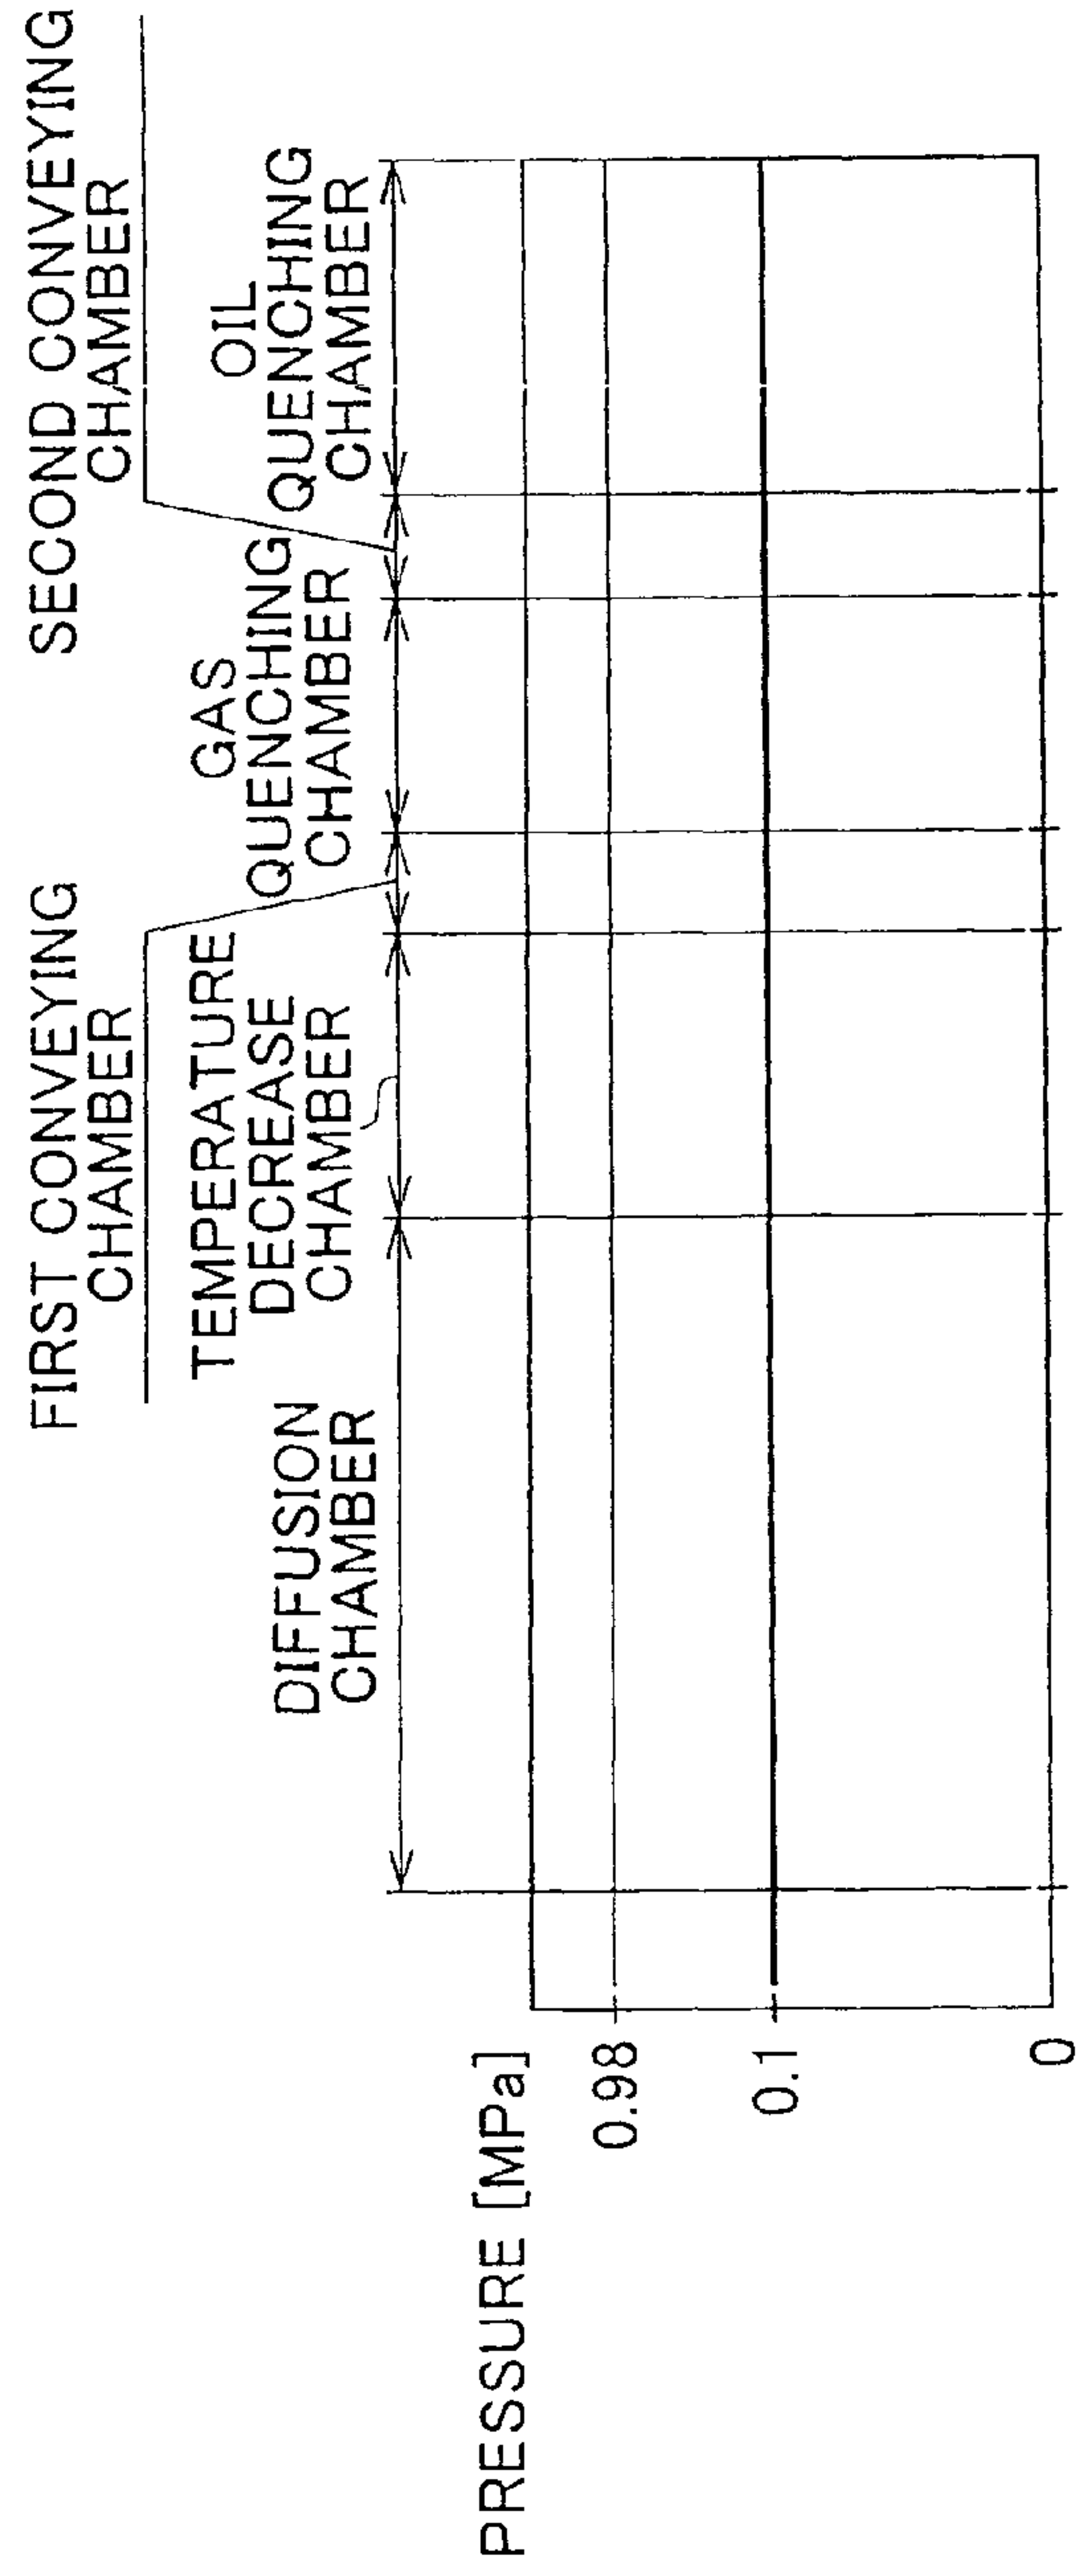 FIRST CONVEYING
CHAMBER
SECOND CONVEYING
CHAMBER
DIFFUSION
CHAMBER
TEMPERATURE
DECREASE
CHAMBER
GAS
QUENCHING
CHAMBER
OIL
QUENCHING
CHAMBER
PRESSURE [MPa]
0.98
0.1
0